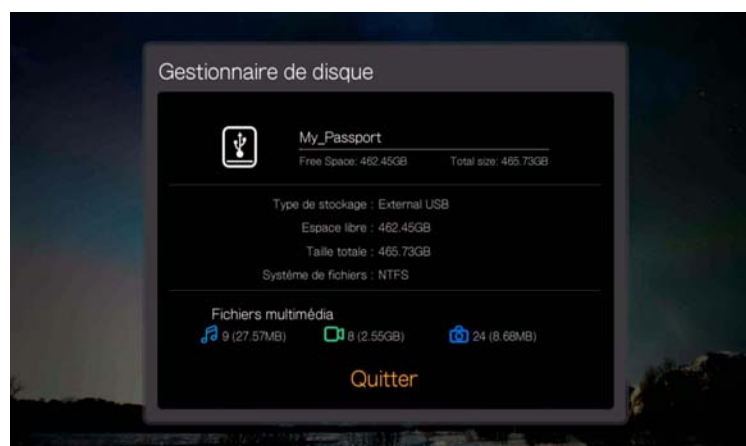 Gestionnaire de disque
My_Passport
Free Space: 462.45GB Total size: 465.73GB
Type de stockage : External USB
Espace libre : 462.45GB
Taille totale : 465.73GB
Système de fichiers : NTFS
Fichiers multimédia
9 (27.57MB) 8 (2.55GB) 24 (8.68MB)
Quitter